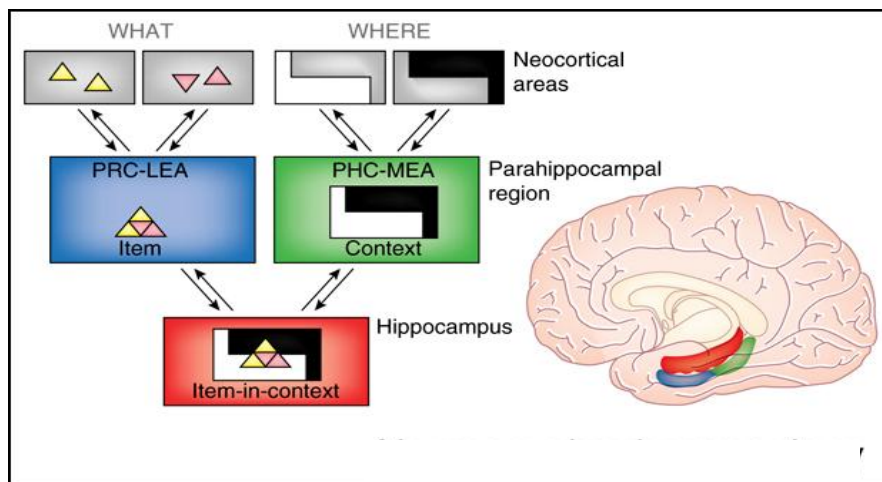 WHAT
WHERE
Neocortical
areas
PRC-LEA
Item
PHC-MEA
Context
Parahippocampal
region
Item-in-context
Hippocampus